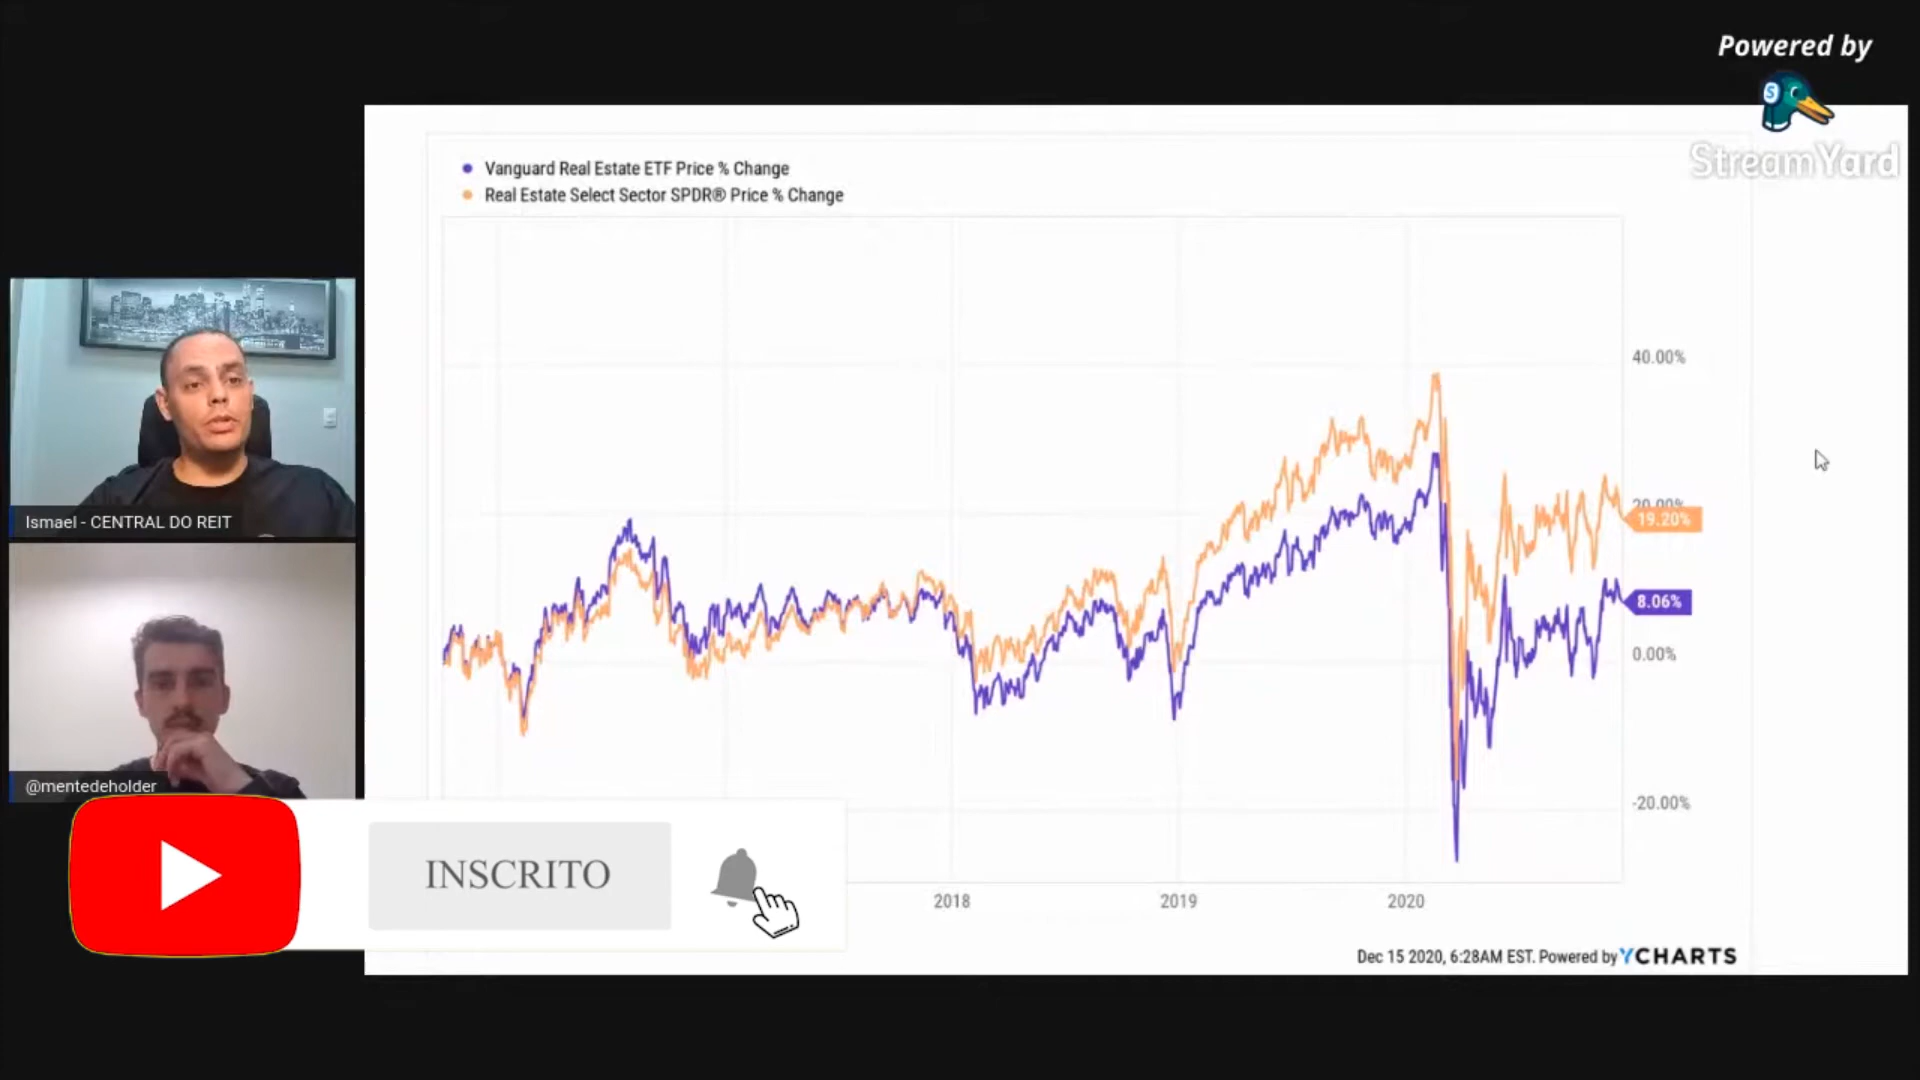 Powered by
S
StreamYard
Vanguard Real Estate ETF Price % Change
Real Estate Select Sector SPDR® Price % Change
40.00%
20.00%
19.20%
8.06%
0.00%
-20.00%
Ismael - CENTRAL DO REIT
@mentedeholder
INSCRITO
2018
2019
2020
Dec 15 2020, 6:28AM EST. Powered by YCHARTS